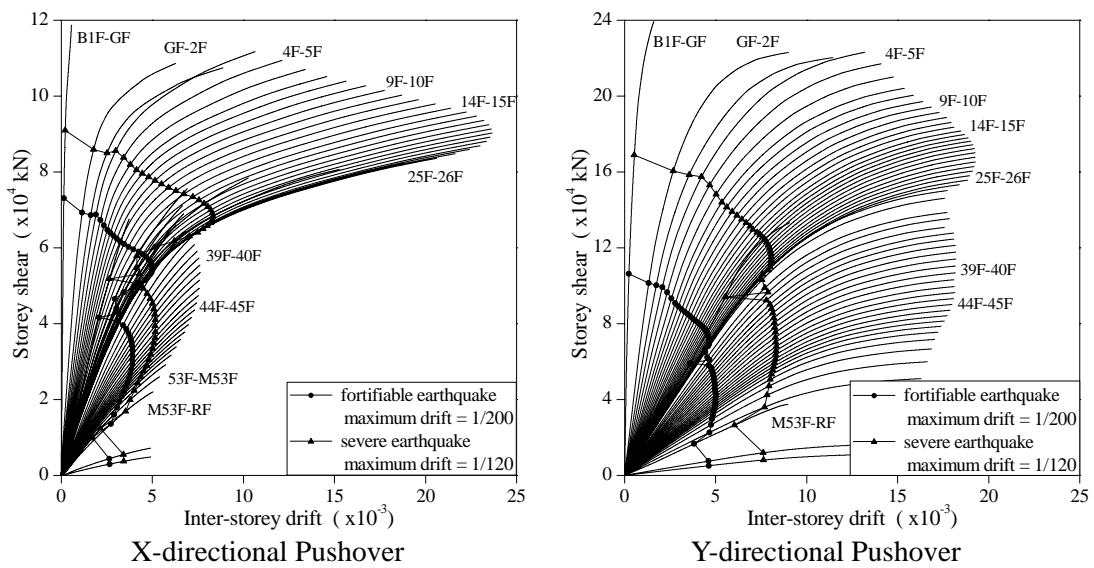 12
10
8
6
4
2
0
Storey shear ( x10⁴ kN)
B1F-GF
GF-2F
4F-5F
9F-10F
14F-15F
25F-26F
39F-40F
44F-45F
53F-M53F
M53F-RF
fortifiable earthquake
maximum drift = 1/200
severe earthquake
maximum drift = 1/120
0 5 10 15 20 25
Inter-storey drift ( x10⁻³)
X-directional Pushover
24
20
16
12
8
4
0
Storey shear ( x10⁴ kN)
B1F-GF
GF-2F
4F-5F
9F-10F
14F-15F
25F-26F
39F-40F
44F-45F
M53F-RF
fortifiable earthquake
maximum drift = 1/200
severe earthquake
maximum drift = 1/120
0 5 10 15 20 25
Inter-storey drift ( x10⁻³)
Y-directional Pushover